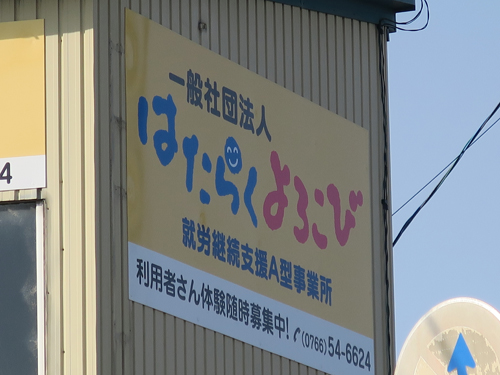 一般社団法人
はたらくよろこび
就労継続支援A型事業所
利用者さん体験随時募集中! (0766)54-6624
4